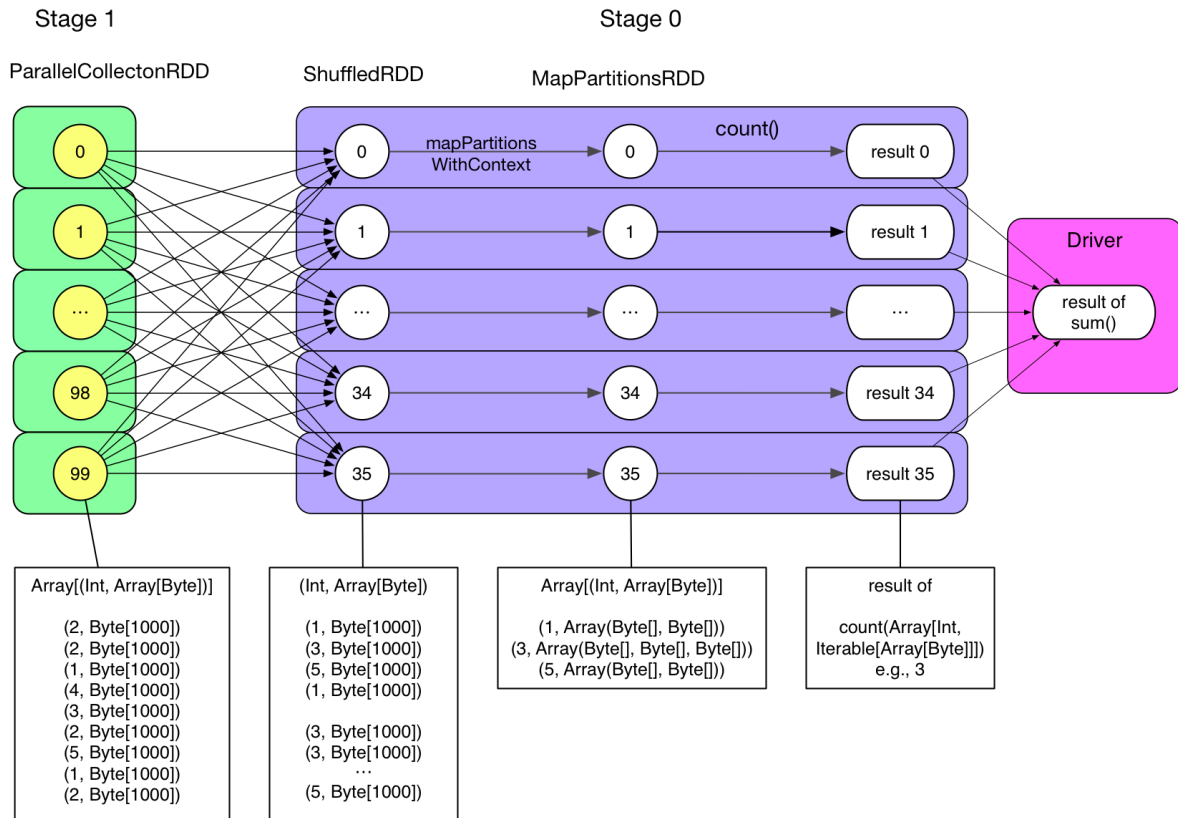 Stage 1
Stage 0
ParallelCollectonRDD
ShuffledRDD
MapPartitionsRDD
0
0
mapPartitions
WithContext
0
count()
result 0
1
1
1
result 1
Driver
...
...
...
...
result of
sum()
98
34
34
result 34
99
35
35
result 35
Array[(Int, Array[Byte])]
(2, Byte[1000])
(2, Byte[1000])
(1, Byte[1000])
(4, Byte[1000])
(3, Byte[1000])
(2, Byte[1000])
(5, Byte[1000])
(1, Byte[1000])
(2, Byte[1000])
(Int, Array[Byte])
(1, Byte[1000])
(3, Byte[1000])
(5, Byte[1000])
(1, Byte[1000])
(3, Byte[1000])
(3, Byte[1000])
...
(5, Byte[1000])
Array[(Int, Array[Byte])]
(1, Array(Byte[], Byte[]))
(3, Array(Byte[], Byte[], Byte[]))
(5, Array(Byte[], Byte[]))
result of
count(Array[Int,
Iterable[Array[Byte]]])
e.g., 3